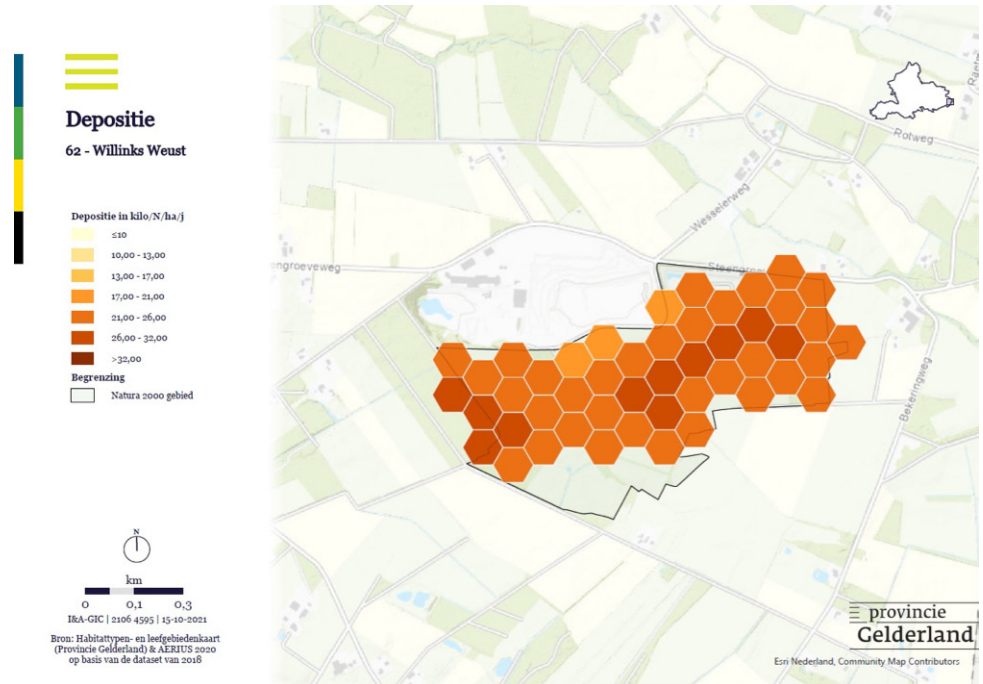 Depositie
62 - Willinks Weust
Depositie in kilo/N/ha/j
≤10
10,00 - 13,00
13,00 - 17,00
17,00 - 21,00
21,00 - 26,00
26,00 - 32,00
>32,00
Begrenzing
Natura 2000 gebied
N
km
0 0,1 0,3
I&A-GIC | 2106 4595 | 15-10-2021
Bron: Habitattypen- en leefgebiedenkaart
(Provincie Gelderland) & AERIUS 2020
op basis van de dataset van 2018
Rotweg
Wesselerweg
engroeveweg
Steengroe
Bekeringweg
provincie
Gelderland
Esri Nederland, Community Map Contributors